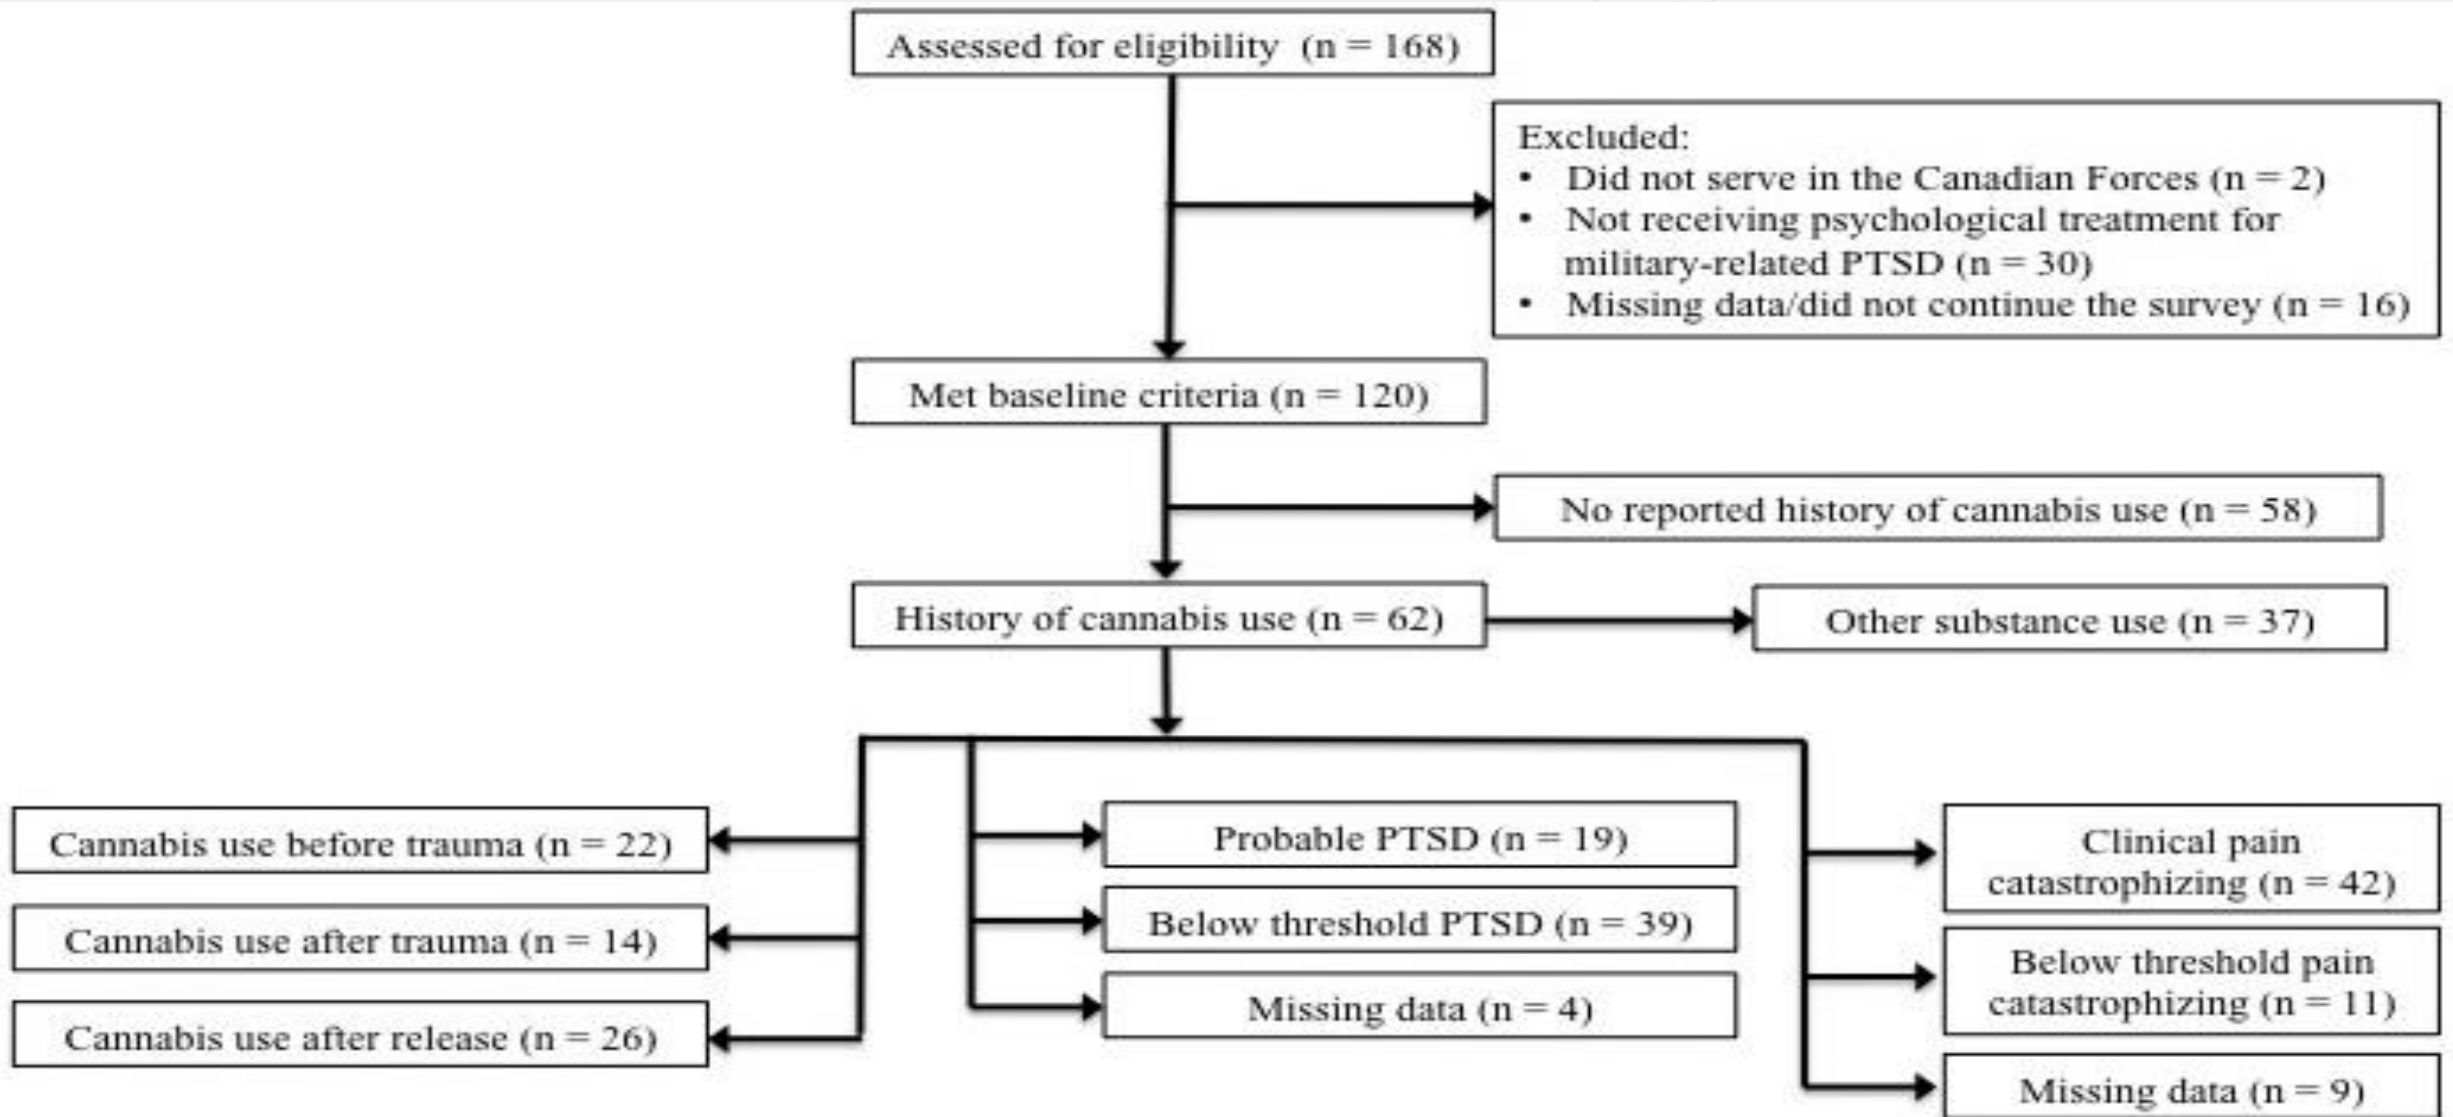 Assessed for eligibility (n = 168)
Excluded:
• Did not serve in the Canadian Forces (n = 2)
• Not receiving psychological treatment for
military-related PTSD (n = 30)
• Missing data/did not continue the survey (n = 16)
Met baseline criteria (n = 120)
No reported history of cannabis use (n = 58)
History of cannabis use (n = 62)
Other substance use (n = 37)
Cannabis use before trauma (n = 22)
Cannabis use after trauma (n = 14)
Cannabis use after release (n = 26)
Probable PTSD (n = 19)
Below threshold PTSD (n = 39)
Missing data (n = 4)
Clinical pain
catastrophizing (n = 42)
Below threshold pain
catastrophizing (n = 11)
Missing data (n = 9)